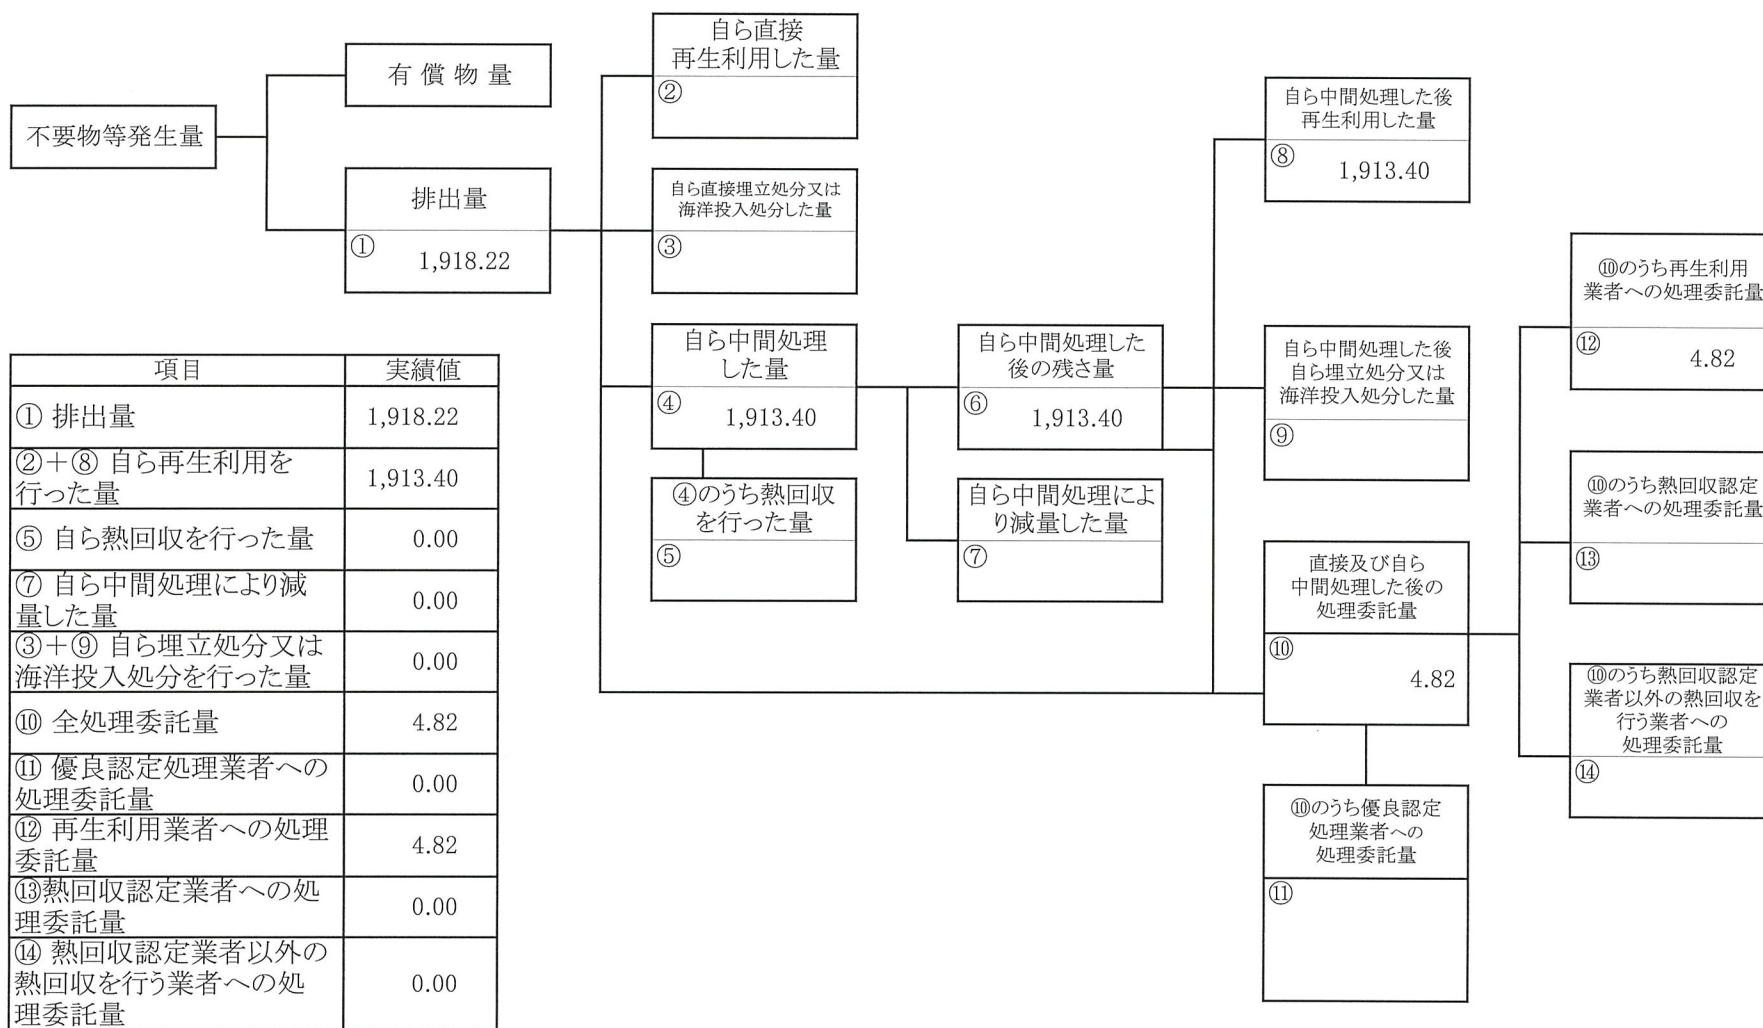 不要物等発生量
有償物量
排出量
①
1,918.22
自ら直接
再生利用した量
②
自ら直接埋立処分又は
海洋投入処分した量
③
自ら中間処理
した量
④
1,913.40
④のうち熱回収
を行った量
⑤
自ら中間処理した
後の残さ量
⑥
1,913.40
自ら中間処理によ
り減量した量
⑦
自ら中間処理した後
再生利用した量
⑧
1,913.40
自ら中間処理した後
自ら埋立処分又は
海洋投入処分した量
⑨
直接及び自ら
中間処理した後の
処理委託量
⑩
4.82
⑩のうち優良認定
処理業者への
処理委託量
⑪
⑩のうち再生利用
業者への処理委託量
⑫
4.82
⑩のうち熱回収認定
業者への処理委託量
⑬
⑩のうち熱回収認定
業者以外の熱回収を
行う業者への
処理委託量
⑭
項目 実績値
① 排出量 1,918.22
②＋⑧ 自ら再生利用を
行った量 1,913.40
⑤ 自ら熱回収を行った量 0.00
⑦ 自ら中間処理により減
量した量 0.00
③＋⑨ 自ら埋立処分又は
海洋投入処分を行った量 0.00
⑩ 全処理委託量 4.82
⑪ 優良認定処理業者への
処理委託量 0.00
⑫ 再生利用業者への処理
委託量 4.82
⑬熱回収認定業者への処
理委託量 0.00
⑭ 熱回収認定業者以外の
熱回収を行う業者への処
理委託量 0.00